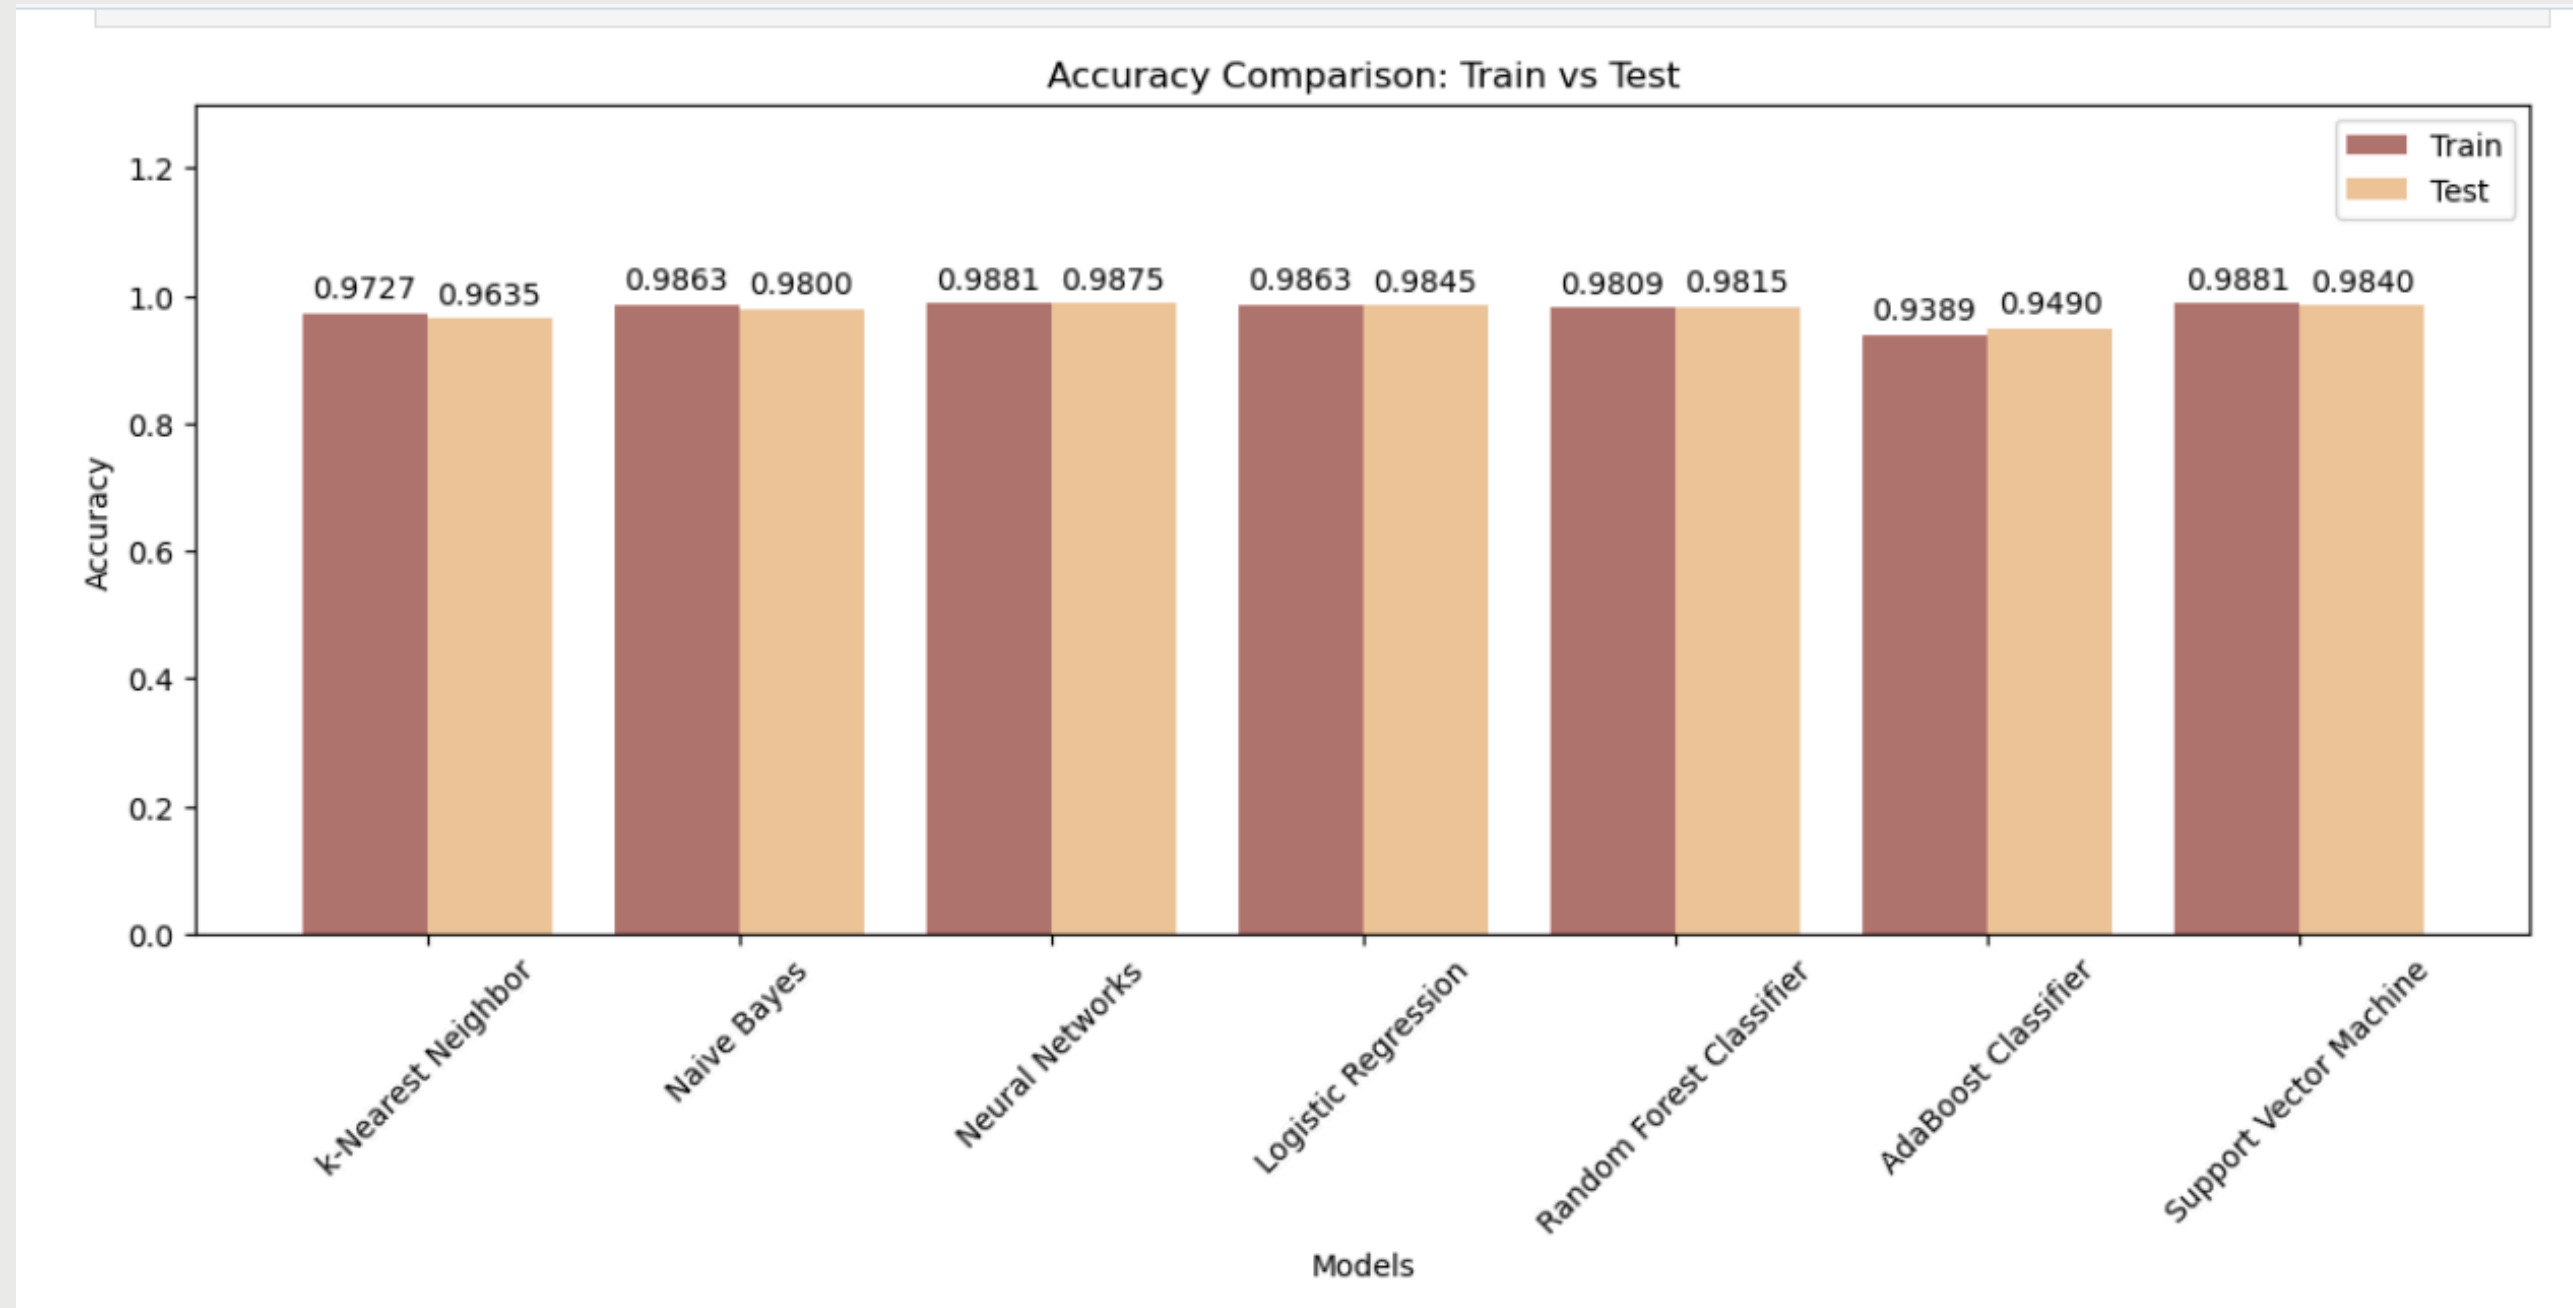 Accuracy Comparison: Train vs Test
Train
Test
1.2
1.0
0.8
0.6
0.4
0.2
0.0
Accuracy
0.9727 0.9635 0.9863 0.9800 0.9881 0.9875 0.9863 0.9845 0.9809 0.9815 0.9389 0.9490 0.9881 0.9840
k-Nearest Neighbor
Naive Bayes
Neural Networks
Logistic Regression
Random Forest Classifier
AdaBoost Classifier
Support Vector Machine
Models